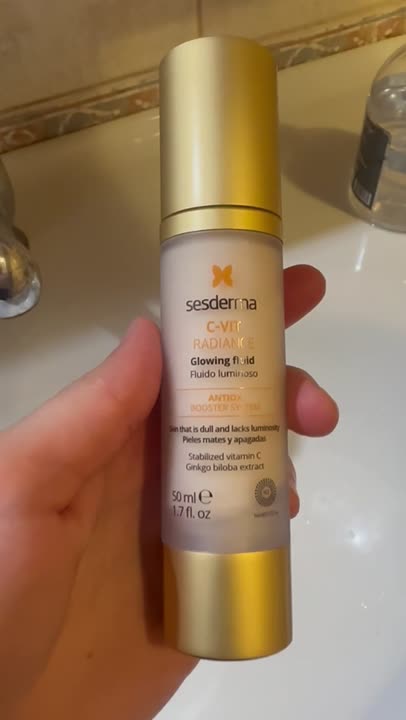 sesderma
C-VIT
RADIANCE
Glowing fluid
Fluido luminoso
ANTIOX
BOOSTER SYSTEM
Skin that is dull and lacks luminosity
Pieles mates y apagadas
Stabilized vitamin C
Ginkgo biloba extract
50 ml e
1.7 fl. oz